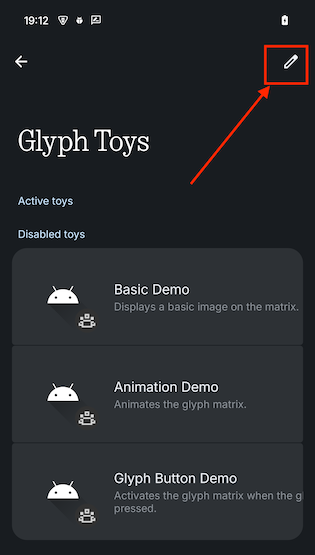 19:12
Glyph Toys
Active toys
Disabled toys
Basic Demo
Displays a basic image on the matrix.
Animation Demo
Animates the glyph matrix.
Glyph Button Demo
Activates the glyph matrix when the gl
pressed.